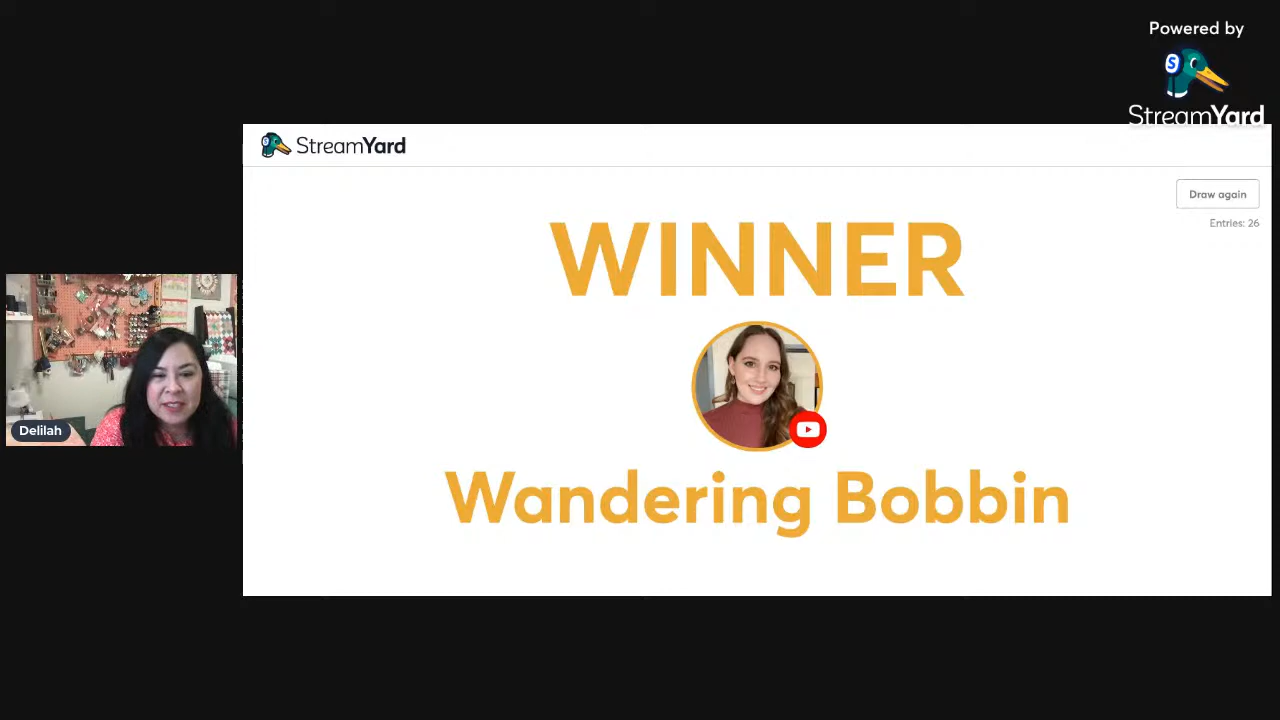 Powered by
StreamYard
StreamYard
Draw again
Entries: 26
WINNER
Wandering Bobbin
Delilah